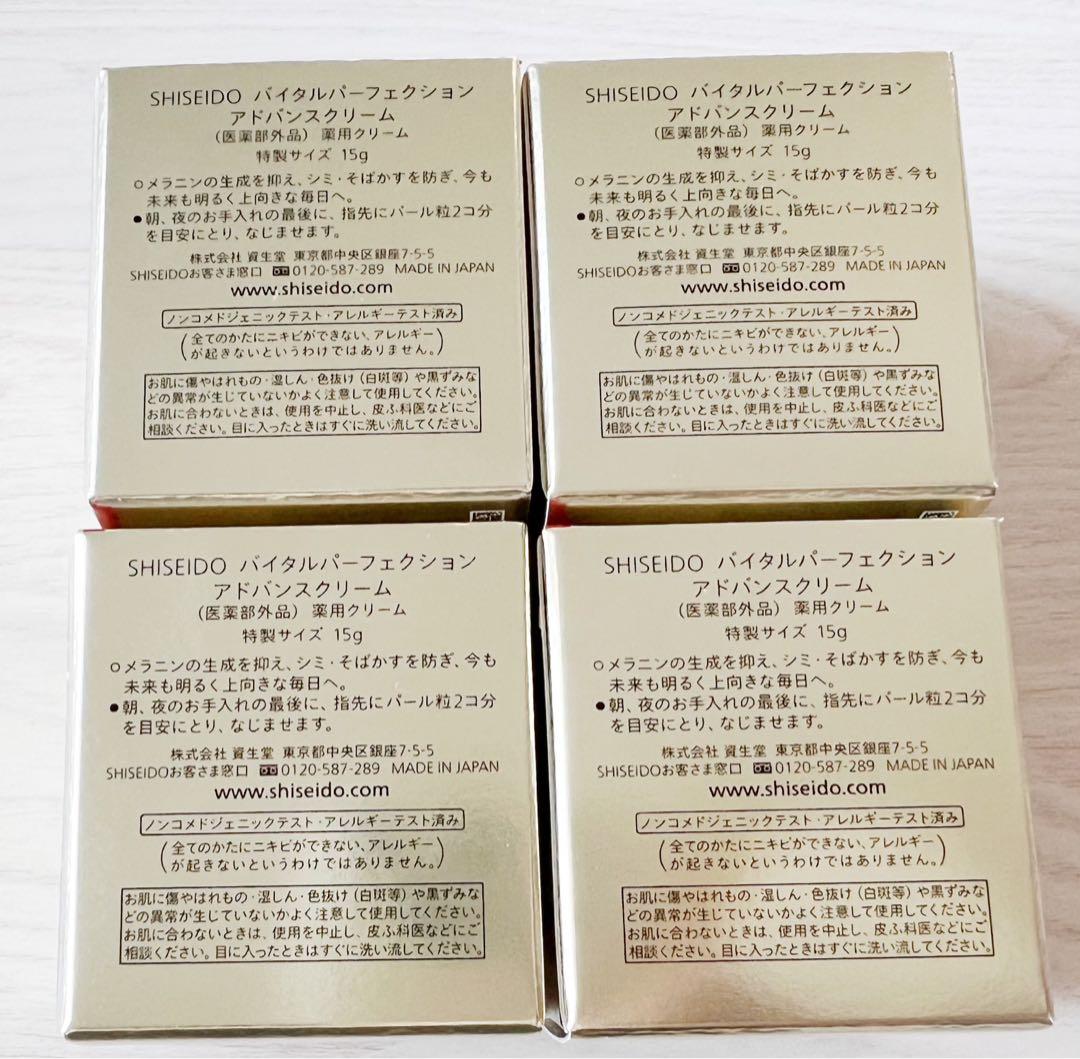 SHISEIDO バイタルパーフェクション
アドバンスクリーム
(医薬部外品) 薬用クリーム
特製サイズ 15g
○メラニンの生成を抑え、シミ・そばかすを防ぎ、今も
未来も明るく上向きな毎日へ。
●朝、夜のお手入れの最後に、指先にパール粒2コ分
を目安にとり、なじませます。
株式会社 資生堂 東京都中央区銀座7-5-5
SHISEIDOお客さま窓口 0120-587-289 MADE IN JAPAN
www.shiseido.com
ノンコメドジェニックテスト・アレルギーテスト済み
(全てのかたにニキビができない、アレルギー
が起きないというわけではありません。)
お肌に傷やはれもの・湿しん・色抜け(白斑等)や黒ずみな
どの異常が生じていないかよく注意して使用してください。
お肌に合わないときは、使用を中止し、皮ふ科医などにご
相談ください。目に入ったときはすぐに洗い流してください。
SHISEIDO バイタルパーフェクション
アドバンスクリーム
(医薬部外品) 薬用クリーム
特製サイズ 15g
○メラニンの生成を抑え、シミ・そばかすを防ぎ、今も
未来も明るく上向きな毎日へ。
●朝、夜のお手入れの最後に、指先にパール粒2コ分
を目安にとり、なじませます。
株式会社 資生堂 東京都中央区銀座7-5-5
SHISEIDOお客さま窓口 0120-587-289 MADE IN JAPAN
www.shiseido.com
ノンコメドジェニックテスト・アレルギーテスト済み
(全てのかたにニキビができない、アレルギー
が起きないというわけではありません。)
お肌に傷やはれもの・湿しん・色抜け(白斑等)や黒ずみな
どの異常が生じていないかよく注意して使用してください。
お肌に合わないときは、使用を中止し、皮ふ科医などにご
相談ください。目に入ったときはすぐに洗い流してください。
SHISEIDO バイタルパーフェクション
アドバンスクリーム
(医薬部外品) 薬用クリーム
特製サイズ 15g
○メラニンの生成を抑え、シミ・そばかすを防ぎ、今も
未来も明るく上向きな毎日へ。
●朝、夜のお手入れの最後に、指先にパール粒2コ分
を目安にとり、なじませます。
株式会社 資生堂 東京都中央区銀座7-5-5
SHISEIDOお客さま窓口 0120-587-289 MADE IN JAPAN
www.shiseido.com
ノンコメドジェニックテスト・アレルギーテスト済み
(全てのかたにニキビができない、アレルギー
が起きないというわけではありません。)
お肌に傷やはれもの・湿しん・色抜け(白斑等)や黒ずみな
どの異常が生じていないかよく注意して使用してください。
お肌に合わないときは、使用を中止し、皮ふ科医などにご
相談ください。目に入ったときはすぐに洗い流してください。
SHISEIDO バイタルパーフェクション
アドバンスクリーム
(医薬部外品) 薬用クリーム
特製サイズ 15g
○メラニンの生成を抑え、シミ・そばかすを防ぎ、今も
未来も明るく上向きな毎日へ。
●朝、夜のお手入れの最後に、指先にパール粒2コ分
を目安にとり、なじませます。
株式会社 資生堂 東京都中央区銀座7-5-5
SHISEIDOお客さま窓口 0120-587-289 MADE IN JAPAN
www.shiseido.com
ノンコメドジェニックテスト・アレルギーテスト済み
(全てのかたにニキビができない、アレルギー
が起きないというわけではありません。)
お肌に傷やはれもの・湿しん・色抜け(白斑等)や黒ずみな
どの異常が生じていないかよく注意して使用してください。
お肌に合わないときは、使用を中止し、皮ふ科医などにご
相談ください。目に入ったときはすぐに洗い流してください。